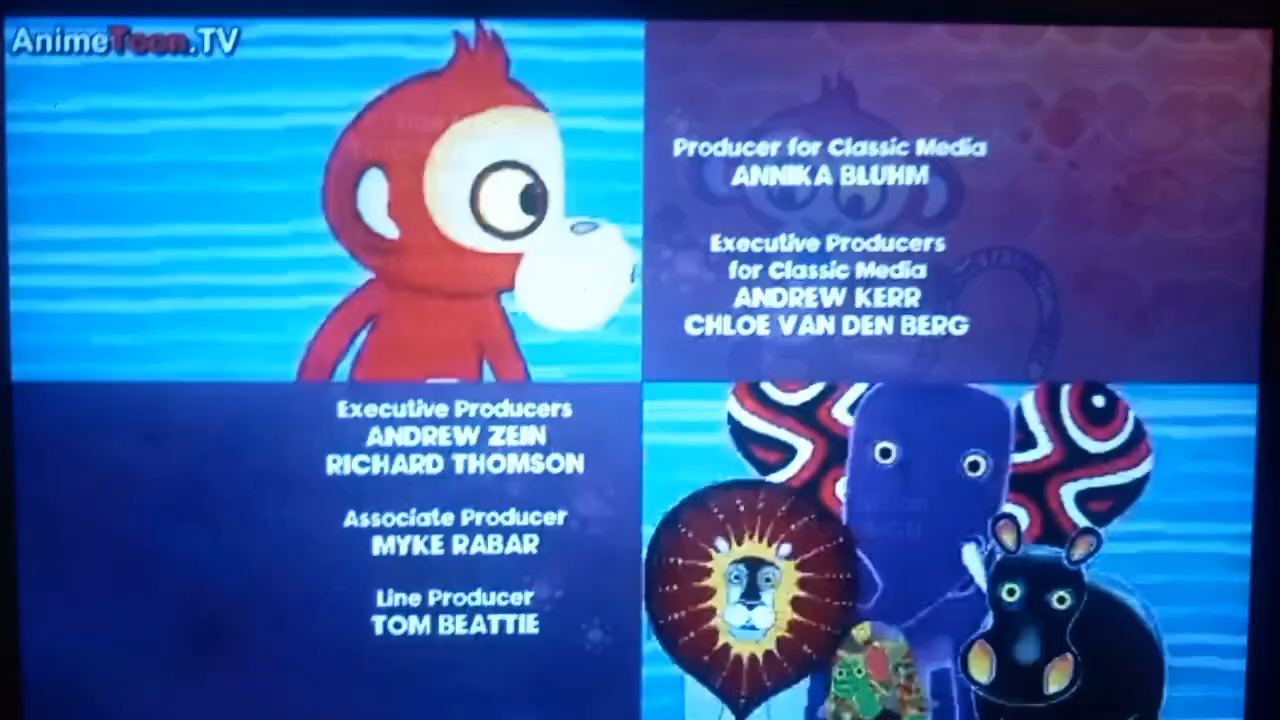 AnimeToon.TV
Producer for Classic Media
ANNIKA BLUHM
Executive Producers
for Classic Media
ANDREW KERR
CHLOE VAN DEN BERG
Executive Producers
ANDREW ZEIN
RICHARD THOMSON
Associate Producer
MYKE RABAR
Line Producer
TOM BEATTIE